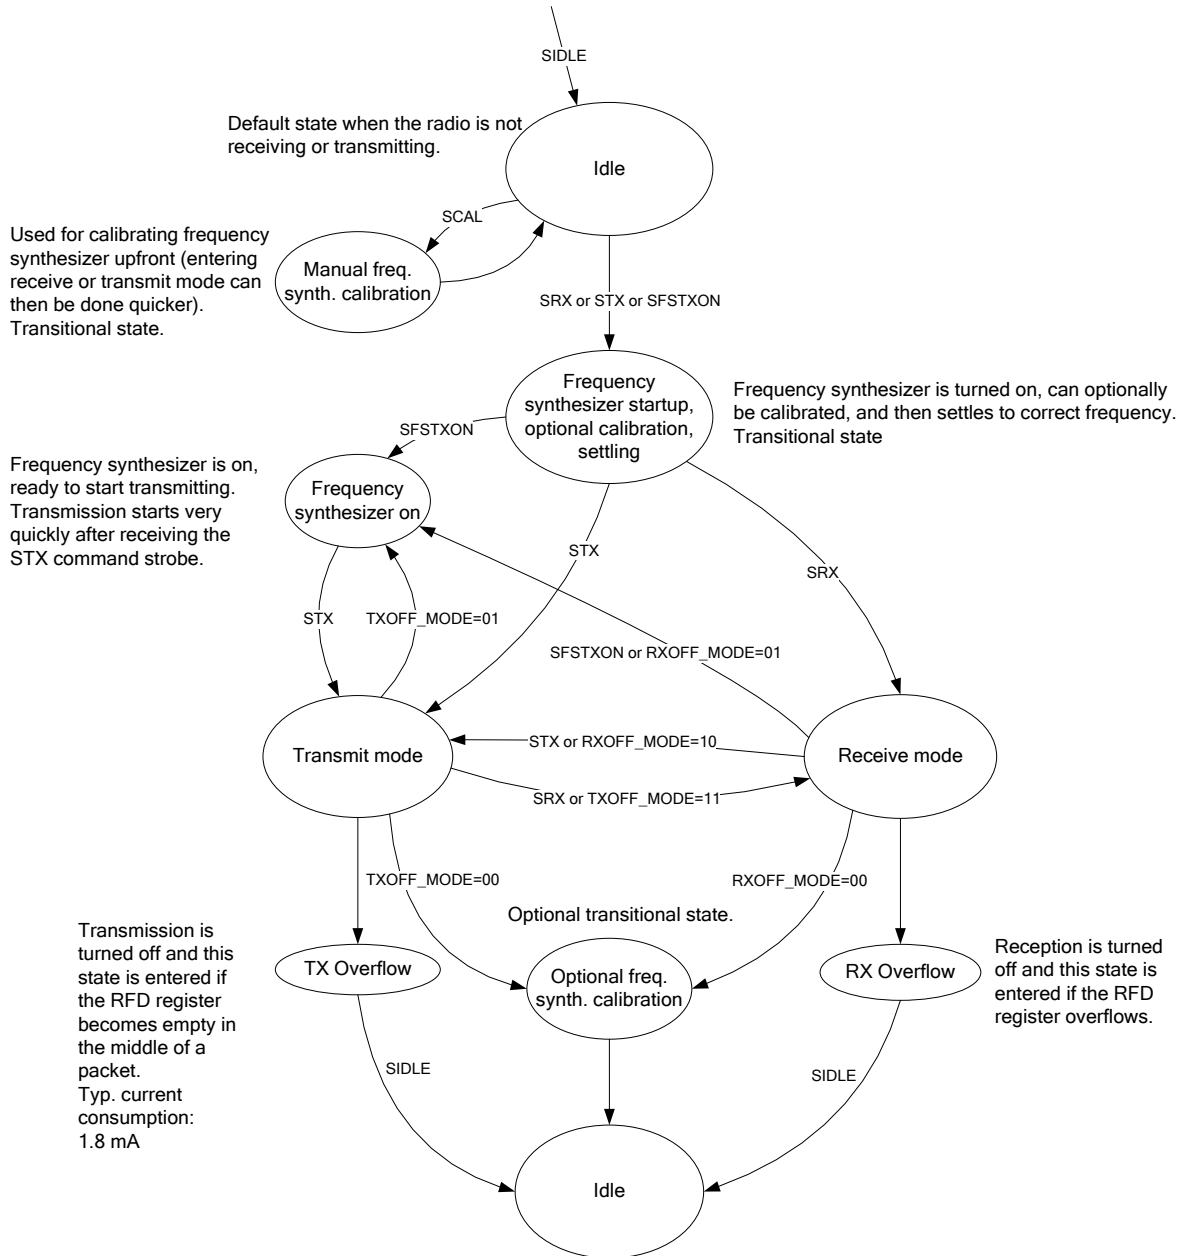 SIDLE
Default state when the radio is not
receiving or transmitting.
Idle
SCAL
Used for calibrating frequency
synthesizer upfront (entering
receive or transmit mode can
then be done quicker).
Transitional state.
Manual freq.
synth. calibration
SRX or STX or SFSTXON
Frequency
synthesizer startup,
optional calibration,
settling
Frequency synthesizer is turned on, can optionally
be calibrated, and then settles to correct frequency.
Transitional state
SFSTXON
Frequency synthesizer is on,
ready to start transmitting.
Transmission starts very
quickly after receiving the
STX command strobe.
Frequency
synthesizer on
STX
SRX
STX
TXOFF_MODE=01
SFSTXON or RXOFF_MODE=01
Transmit mode
STX or RXOFF_MODE=10
Receive mode
SRX or TXOFF_MODE=11
TXOFF_MODE=00
RXOFF_MODE=00
Optional transitional state.
Transmission is
turned off and this
state is entered if
the RFD register
becomes empty in
the middle of a
packet.
Typ. current
consumption:
1.8 mA
TX Overflow
Optional freq.
synth. calibration
RX Overflow
Reception is turned
off and this state is
entered if the RFD
register overflows.
SIDLE
SIDLE
Idle